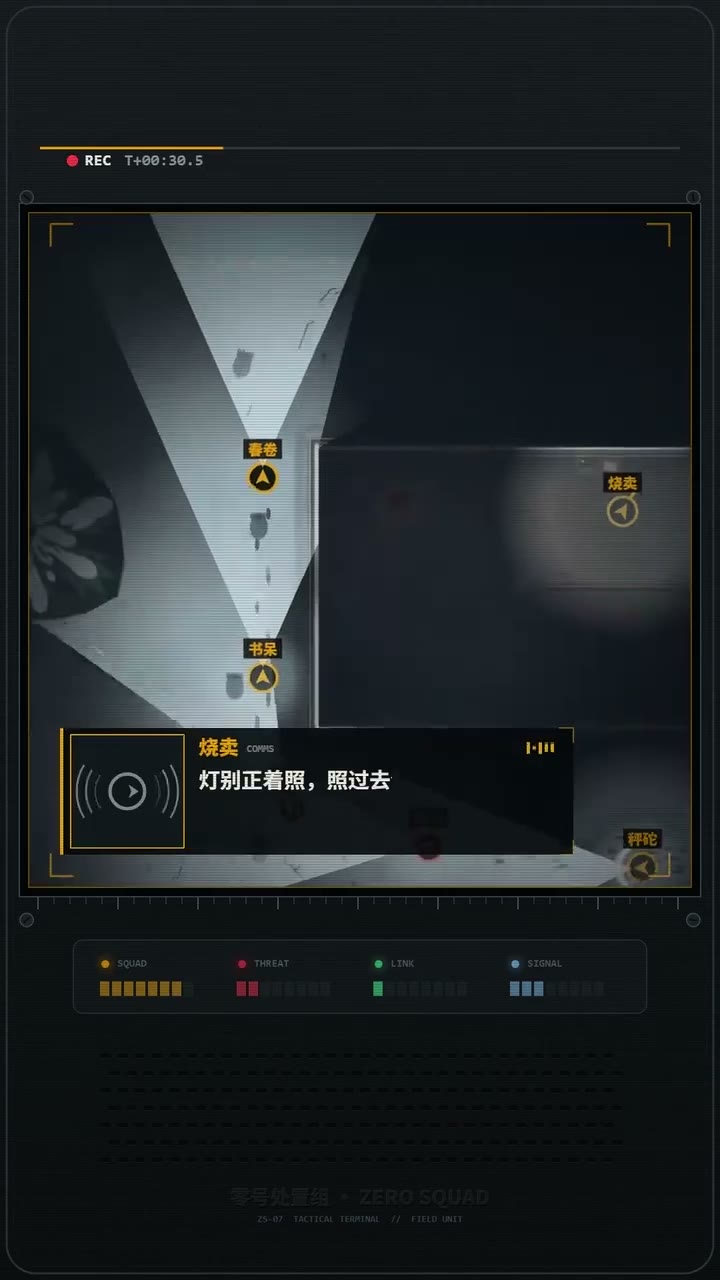 REC T+00:30.5
春卷
烧卖
书呆
烧卖 COMMS
灯别正着照，照过去
秤砣
SQUAD
THREAT
LINK
SIGNAL
零号处置组 • ZERO SQUAD
ZS-07 TACTICAL TERMINAL // FIELD UNIT